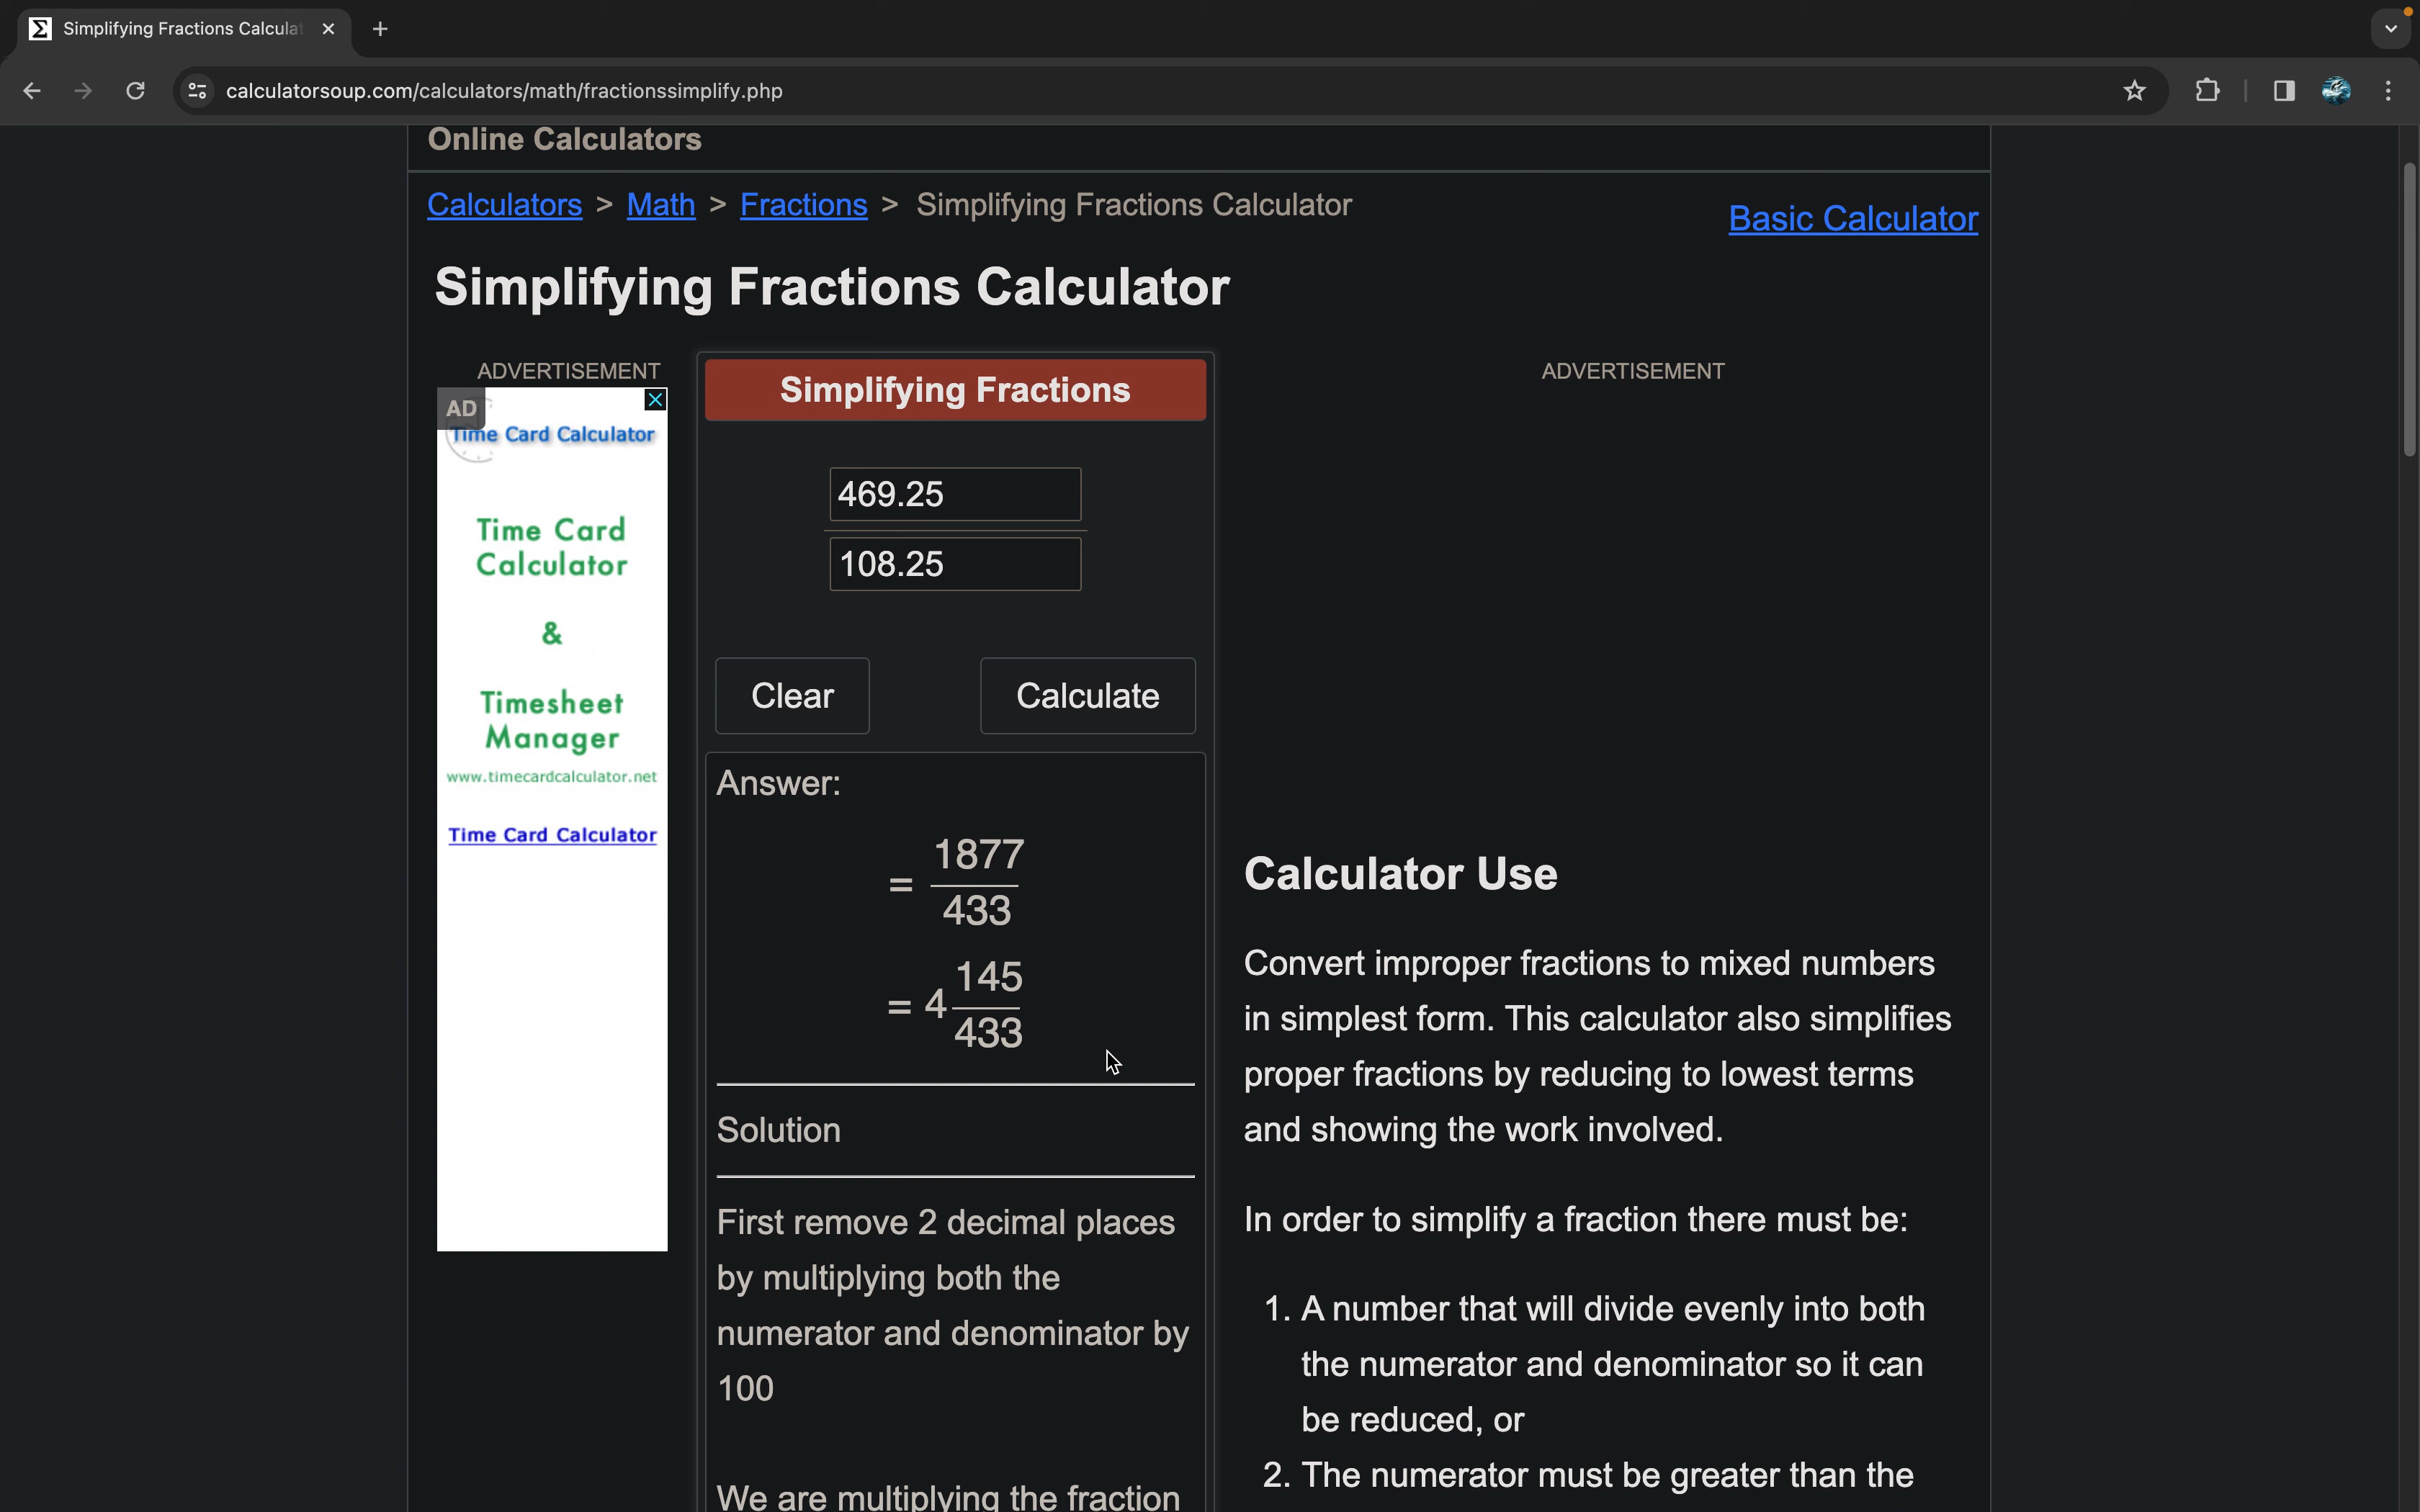 Simplifying Fractions Calculat
calculatorsoup.com/calculators/math/fractionssimplify.php
Online Calculators
Calculators > Math > Fractions > Simplifying Fractions Calculator
Basic Calculator
Simplifying Fractions Calculator
ADVERTISEMENT
AD
Time Card Calculator
Time Card
Calculator
&
Timesheet
Manager
www.timecardcalculator.net
Time Card Calculator
Simplifying Fractions
469.25
108.25
Clear
Calculate
Answer:
= 1877
433
= 4 145
433
Solution
First remove 2 decimal places
by multiplying both the
numerator and denominator by
100
We are multiplying the fraction
ADVERTISEMENT
Calculator Use
Convert improper fractions to mixed numbers
in simplest form. This calculator also simplifies
proper fractions by reducing to lowest terms
and showing the work involved.
In order to simplify a fraction there must be:
1. A number that will divide evenly into both
the numerator and denominator so it can
be reduced, or
2. The numerator must be greater than the